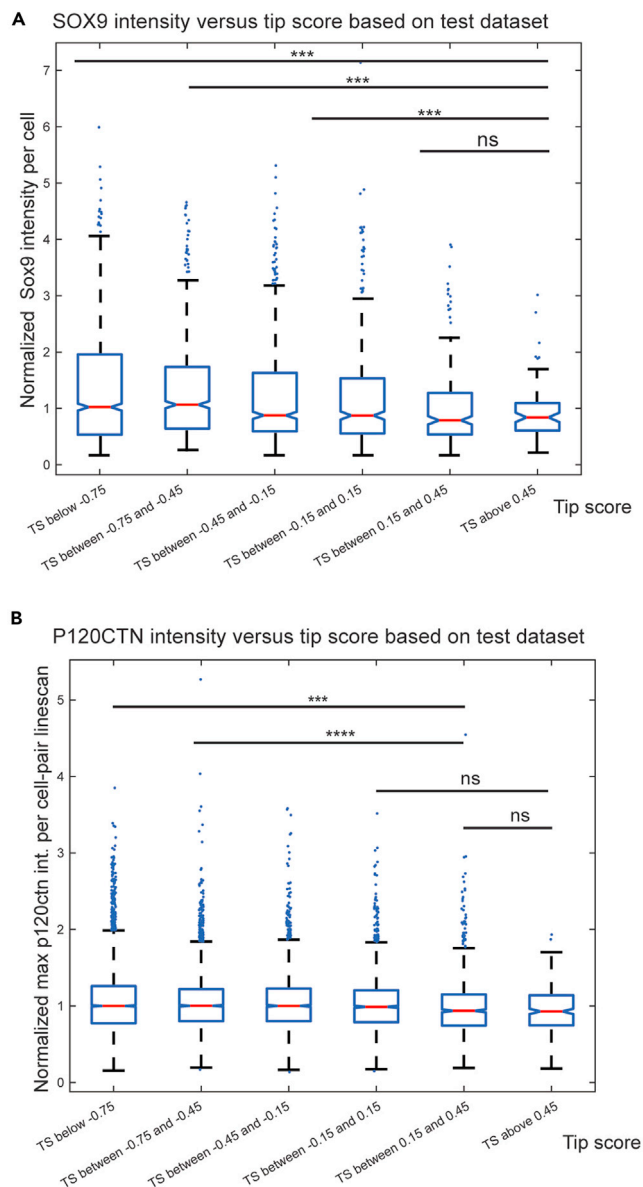 A
SOX9 intensity versus tip score based on test dataset
Normalized Sox9 intensity per cell
7
6
5
4
3
2
1
0
***
***
***
ns
TS below -0.75
TS between -0.75 and -0.45
TS between -0.45 and -0.15
TS between -0.15 and 0.15
TS between 0.15 and 0.45
TS above 0.45
Tip score
B
P120CTN intensity versus tip score based on test dataset
Normalized max p120ctn int. per cell-pair linescan
5
4
3
2
1
0
***
****
ns
ns
TS below -0.75
TS between -0.75 and -0.45
TS between -0.45 and -0.15
TS between -0.15 and 0.15
TS between 0.15 and 0.45
TS above 0.45
Tip score